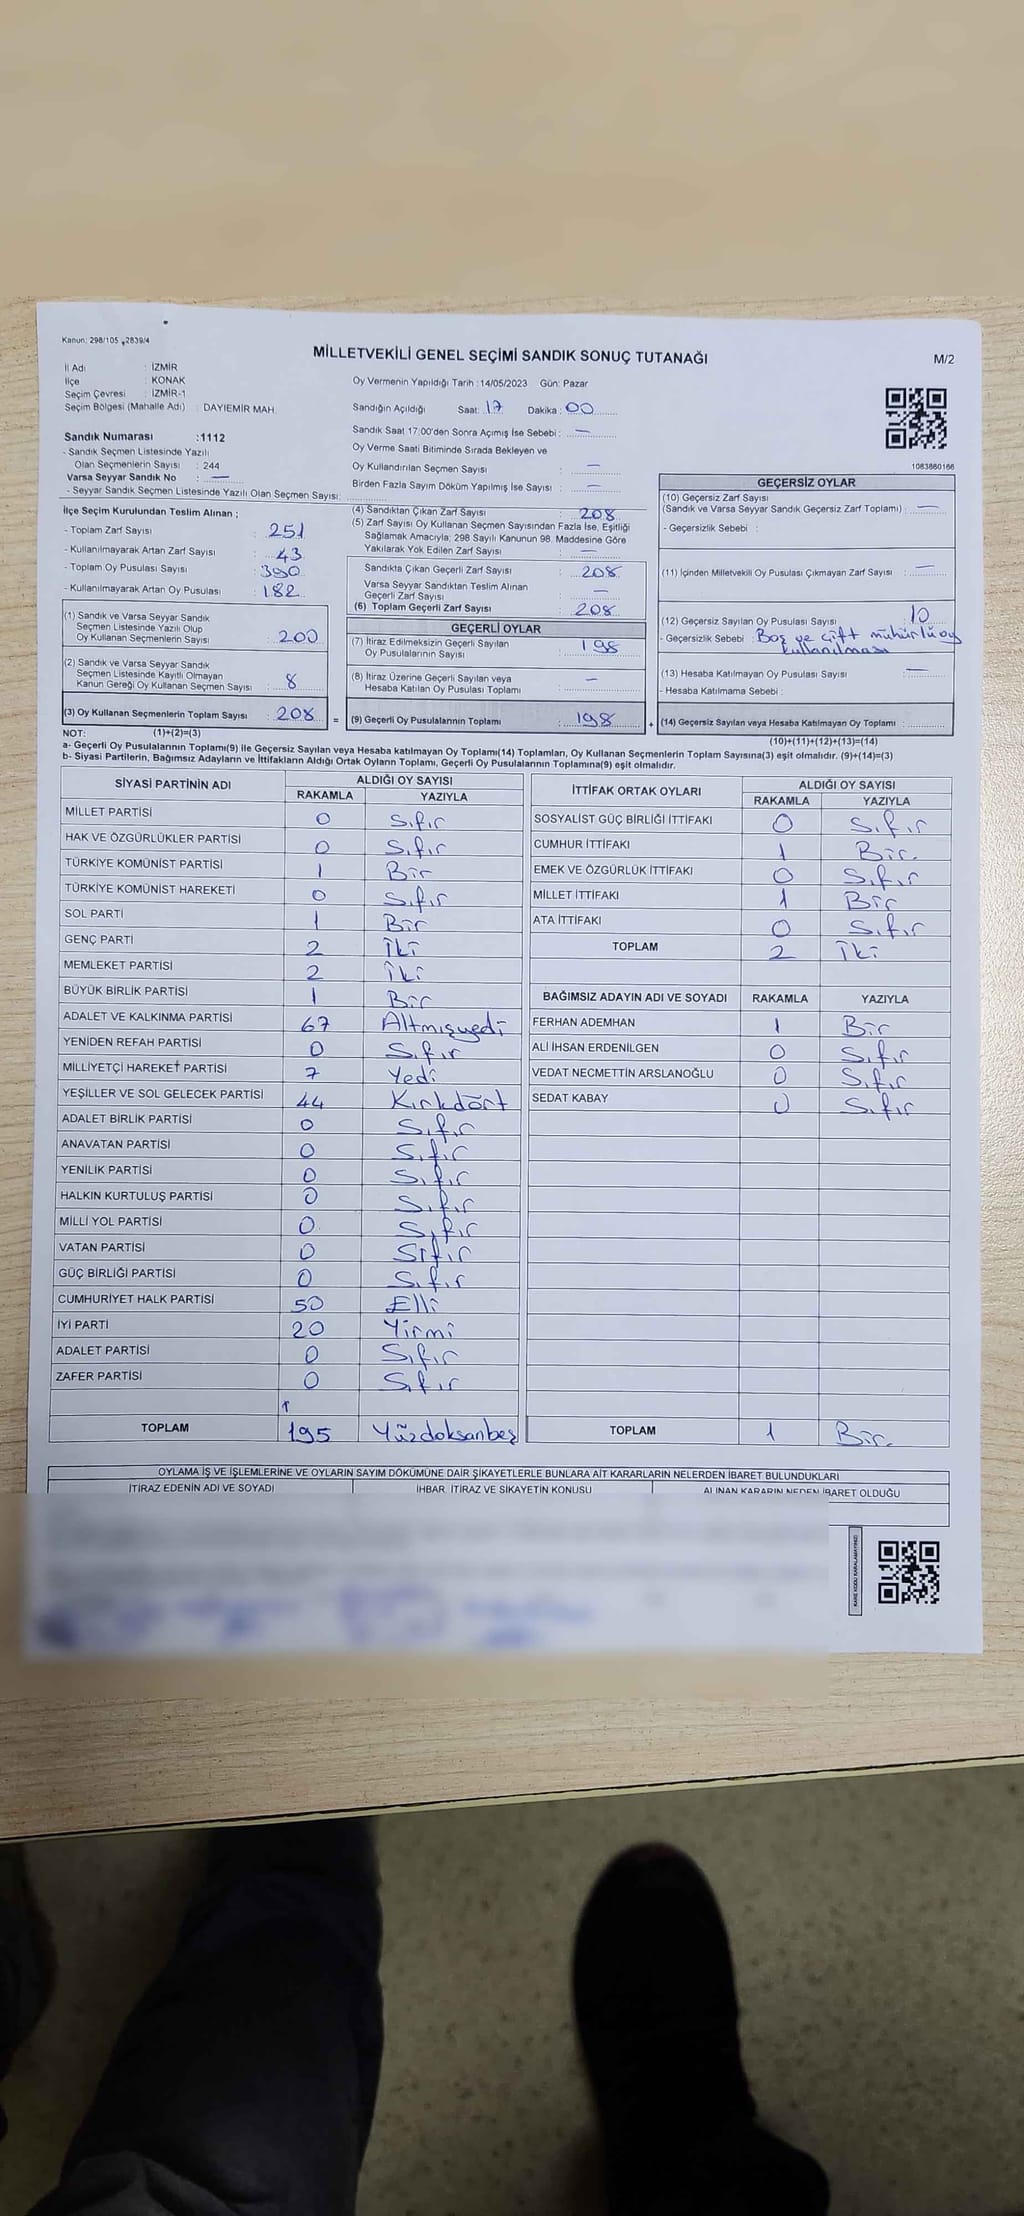 Kanun: 298/105 ,2839/4
MİLLETVEKİLİ GENEL SEÇİMİ SANDIK SONUÇ TUTANAĞI
M/2
İl Adı : İZMİR
İlçe : KONAK
Seçim Çevresi : İZMİR-1
Seçim Bölgesi (Mahalle Adı) : DAYIEMİR MAH.
Sandık Numarası :1112
- Sandık Seçmen Listesinde Yazılı
Olan Seçmenlerin Sayısı : 244
Varsa Seyyar Sandık No : —
- Seyyar Sandık Seçmen Listesinde Yazılı Olan Seçmen Sayısı:
Oy Vermenin Yapıldığı Tarih :14/05/2023 Gün: Pazar
Sandığın Açıldığı Saat: 17 Dakika : 00
Sandık Saat 17:00'den Sonra Açımış İse Sebebi : —
Oy Verme Saati Bitiminde Sırada Bekleyen ve
Oy Kullandırılan Seçmen Sayısı : —
Birden Fazla Sayım Döküm Yapılmış İse Sayısı : —
1083860166
İlçe Seçim Kurulundan Teslim Alınan ;
- Toplam Zarf Sayısı : 251
- Kullanılmayarak Artan Zarf Sayısı : 43
- Toplam Oy Pusulası Sayısı : 390
- Kullanılmayarak Artan Oy Pusulası : 182
(1) Sandık ve Varsa Seyyar Sandık
Seçmen Listesinde Yazılı Olup
Oy Kullanan Seçmenlerin Sayısı : 200
(2) Sandık ve Varsa Seyyar Sandık
Seçmen Listesinde Kayıtlı Olmayan
Kanun Gereği Oy Kullanan Seçmen Sayısı : 8
(3) Oy Kullanan Seçmenlerin Toplam Sayısı : 208 =
(4) Sandıktan Çıkan Zarf Sayısı : 208
(5) Zarf Sayısı Oy Kullanan Seçmen Sayısından Fazla İse, Eşitliği
Sağlamak Amacıyla; 298 Sayılı Kanunun 98. Maddesine Göre
Yakılarak Yok Edilen Zarf Sayısı : —
Sandıkta Çıkan Geçerli Zarf Sayısı : 208
Varsa Seyyar Sandıktan Teslim Alınan
Geçerli Zarf Sayısı : —
(6) Toplam Geçerli Zarf Sayısı : 208
GEÇERLİ OYLAR
(7) İtiraz Edilmeksizin Geçerli Sayılan
Oy Pusulalarının Sayısı : 198
(8) İtiraz Üzerine Geçerli Sayılan veya
Hesaba Katılan Oy Pusulası Toplamı : —
(9) Geçerli Oy Pusulalarının Toplamı : 198 +
GEÇERSİZ OYLAR
(10) Geçersiz Zarf Sayısı
(Sandık ve Varsa Seyyar Sandık Geçersiz Zarf Toplamı) : —
- Geçersizlik Sebebi :
(11) İçinden Milletvekili Oy Pusulası Çıkmayan Zarf Sayısı : —
(12) Geçersiz Sayılan Oy Pusulası Sayısı : 10
- Geçersizlik Sebebi : Boş ve çift mühürlü oy
kullanılması
(13) Hesaba Katılmayan Oy Pusulası Sayısı : —
- Hesaba Katılmama Sebebi :
(14) Geçersiz Sayılan veya Hesaba Katılmayan Oy Toplamı :
NOT: (1)+(2)=(3)
(10)+(11)+(12)+(13)=(14)
a- Geçerli Oy Pusulalarının Toplamı(9) ile Geçersiz Sayılan veya Hesaba katılmayan Oy Toplamı(14) Toplamları, Oy Kullanan Seçmenlerin Toplam Sayısına(3) eşit olmalıdır. (9)+(14)=(3)
b- Siyasi Partilerin, Bağımsız Adayların ve İttifakların Aldığı Ortak Oyların Toplamı, Geçerli Oy Pusulalarının Toplamına(9) eşit olmalıdır.
SİYASİ PARTİNİN ADI ALDIĞI OY SAYISI
RAKAMLA YAZIYLA
MİLLET PARTİSİ 0 Sıfır
HAK VE ÖZGÜRLÜKLER PARTİSİ 0 Sıfır
TÜRKİYE KOMÜNİST PARTİSİ 1 Bir
TÜRKİYE KOMÜNİST HAREKETİ 0 Sıfır
SOL PARTİ 1 Bir
GENÇ PARTİ 2 İki
MEMLEKET PARTİSİ 2 İki
BÜYÜK BİRLİK PARTİSİ 1 Bir
ADALET VE KALKINMA PARTİSİ 67 Altmışyedi
YENİDEN REFAH PARTİSİ 0 Sıfır
MİLLİYETÇİ HAREKET PARTİSİ 7 Yedi
YEŞİLLER VE SOL GELECEK PARTİSİ 44 Kırkdört
ADALET BİRLİK PARTİSİ 0 Sıfır
ANAVATAN PARTİSİ 0 Sıfır
YENİLİK PARTİSİ 0 Sıfır
HALKIN KURTULUŞ PARTİSİ 0 Sıfır
MİLLİ YOL PARTİSİ 0 Sıfır
VATAN PARTİSİ 0 Sıfır
GÜÇ BİRLİĞİ PARTİSİ 0 Sıfır
CUMHURİYET HALK PARTİSİ 50 Elli
İYİ PARTİ 20 Yirmi
ADALET PARTİSİ 0 Sıfır
ZAFER PARTİSİ 0 Sıfır
TOPLAM 195 Yüzdoksanbeş
İTTİFAK ORTAK OYLARI ALDIĞI OY SAYISI
RAKAMLA YAZIYLA
SOSYALİST GÜÇ BİRLİĞİ İTTİFAKI 0 Sıfır
CUMHUR İTTİFAKI 1 Bir.
EMEK VE ÖZGÜRLÜK İTTİFAKI 0 Sıfır
MİLLET İTTİFAKI 1 Bir
ATA İTTİFAKI 0 Sıfır
TOPLAM 2 İki
BAĞIMSIZ ADAYIN ADI VE SOYADI RAKAMLA YAZIYLA
FERHAN ADEMHAN 1 Bir
ALİ İHSAN ERDENİLGEN 0 Sıfır
VEDAT NECMETTİN ARSLANOĞLU 0 Sıfır
SEDAT KABAY 0 Sıfır
TOPLAM 1 Bir.
OYLAMA İŞ VE İŞLEMLERİNE VE OYLARIN SAYIM DÖKÜMÜNE DAİR ŞİKAYETLERLE BUNLARA AİT KARARLARIN NELERDEN İBARET BULUNDUKLARI
İTİRAZ EDENİN ADI VE SOYADI İHBAR, İTİRAZ VE ŞİKAYETİN KONUSU ALINAN KARARIN NEDEN İBARET OLDUĞU
KARE KODU KARALAMAYINIZ!